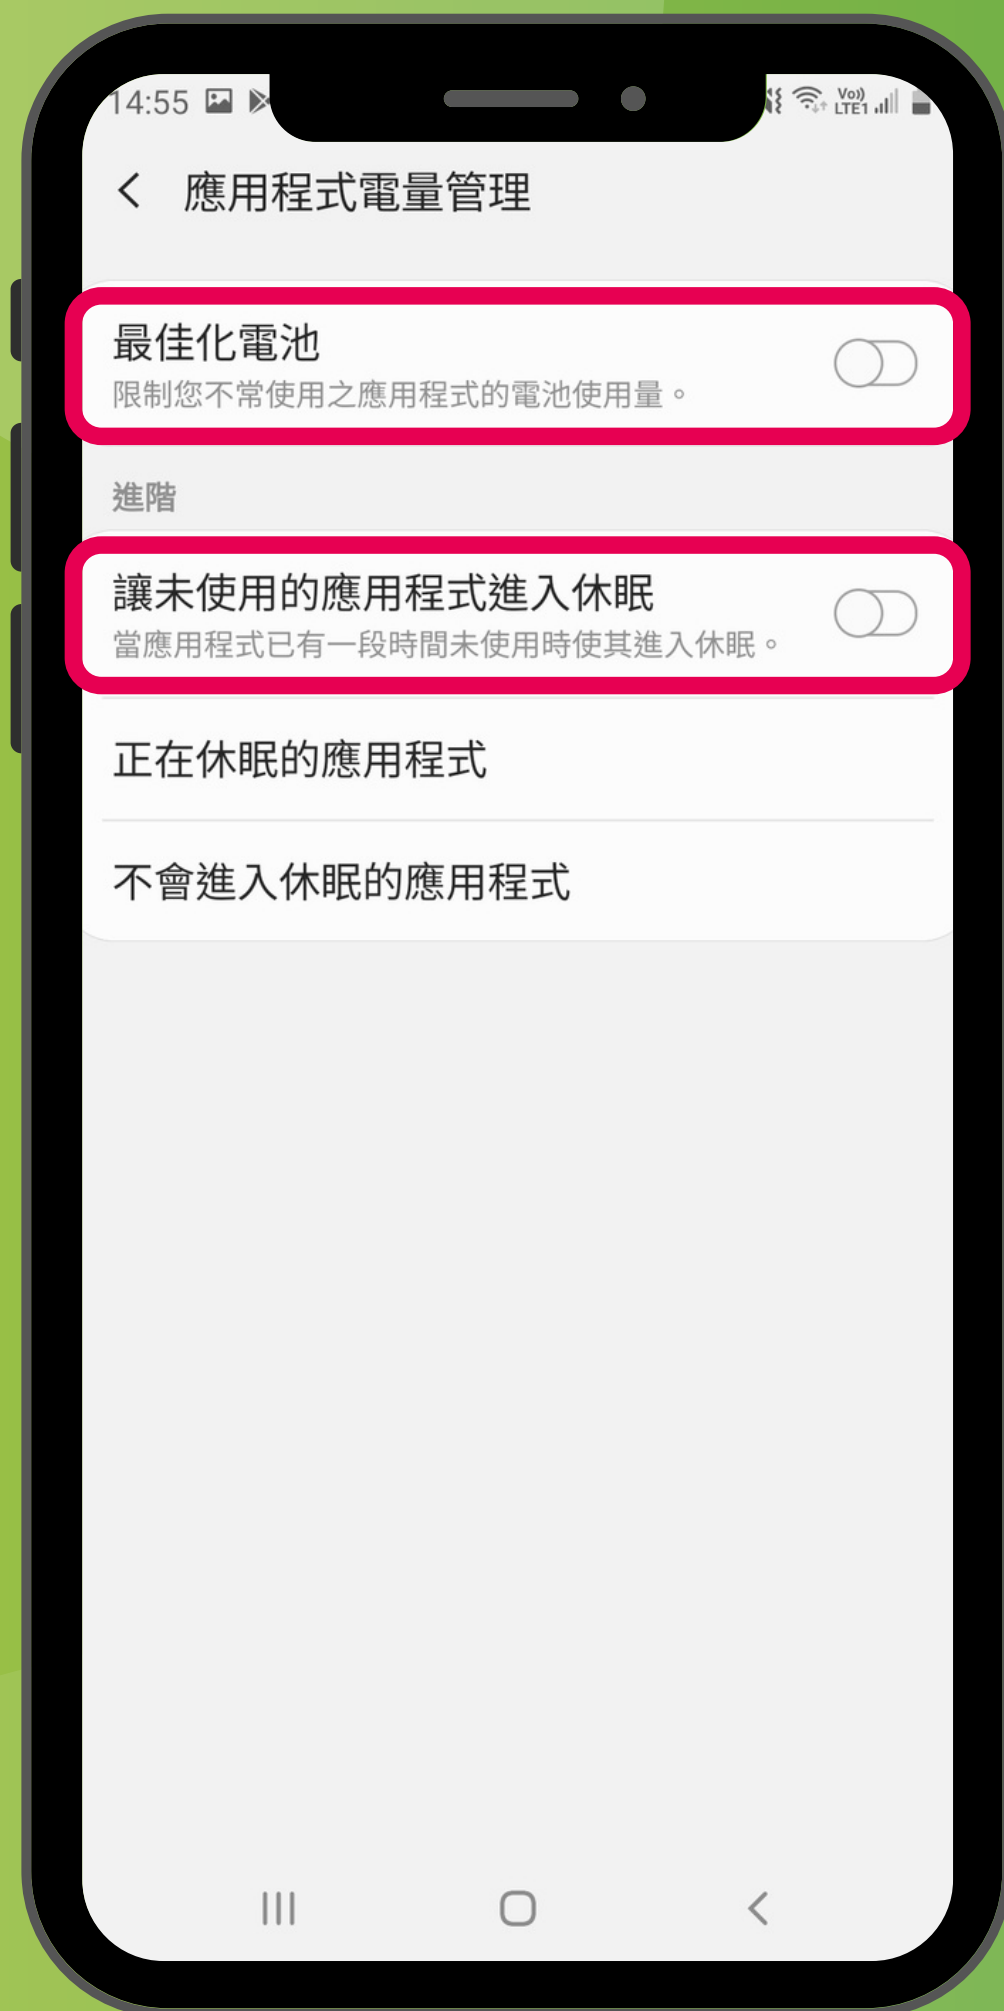 14:55
Vo))
LTE1
應用程式電量管理
最佳化電池
限制您不常使用之應用程式的電池使用量。
進階
讓未使用的應用程式進入休眠
當應用程式已有一段時間未使用時使其進入休眠。
正在休眠的應用程式
不會進入休眠的應用程式